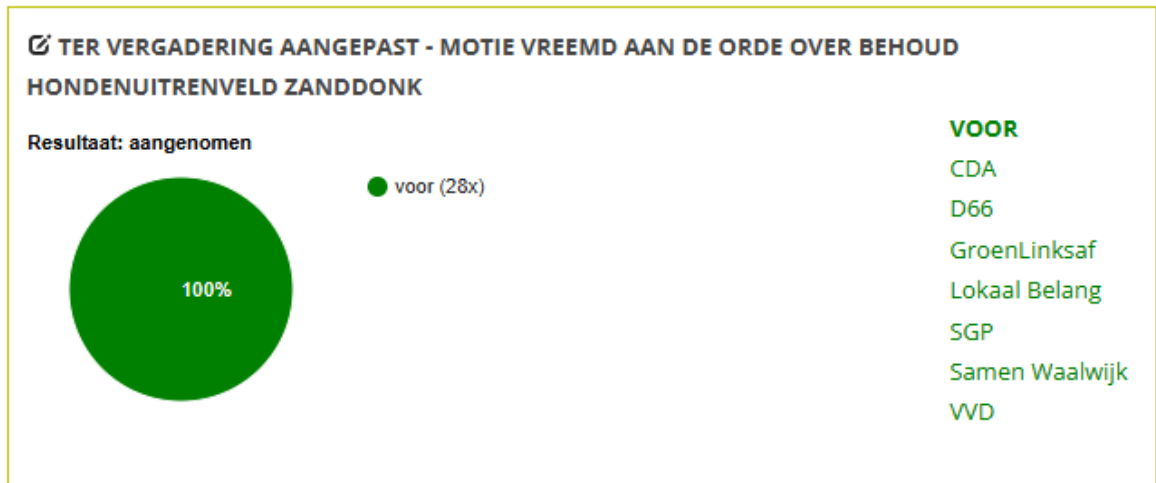 TER VERGADERING AANGEPAST - MOTIE VREEMD AAN DE ORDE OVER BEHOUD
HONDENUITRENVELD ZANDDONK
Resultaat: aangenomen
voor (28x)
100%
VOOR
CDA
D66
GroenLinksaf
Lokaal Belang
SGP
Samen Waalwijk
VVD